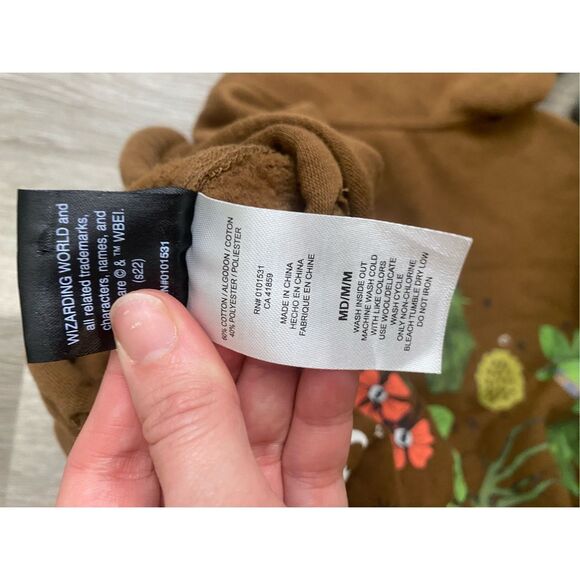 WIZARDING WORLD and
all related trademarks,
characters, names, and
are © & ™ WBEI.
(s22)
RN#0101531
60% COTTON / ALGODON / COTON
40% POLYESTER / POLIESTER
RN# 0101531
CA 41859
MADE IN CHINA
HECHO EN CHINA
FABRIQUE EN CHINE
MD/M/M
WASH INSIDE OUT
MACHINE WASH COLD
WITH LIKE COLORS
USE WOOL/DELICATE
WASH CYCLE
ONLY NON-CHLORINE
BLEACH TUMBLE DRY LOW
DO NOT IRON